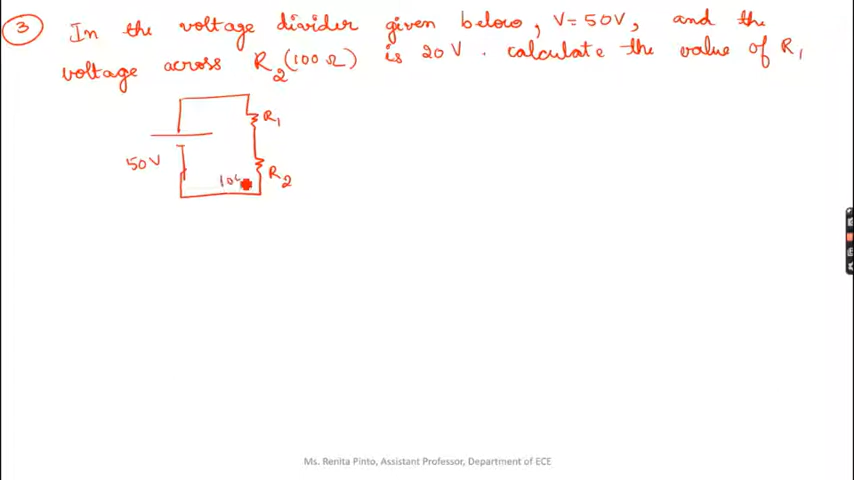 3 In the voltage divider given below, V=50V, and the
voltage across R2(100Ω) is 20V. calculate the value of R1
R1
50V
R2
Ms. Renita Pinto, Assistant Professor, Department of ECE